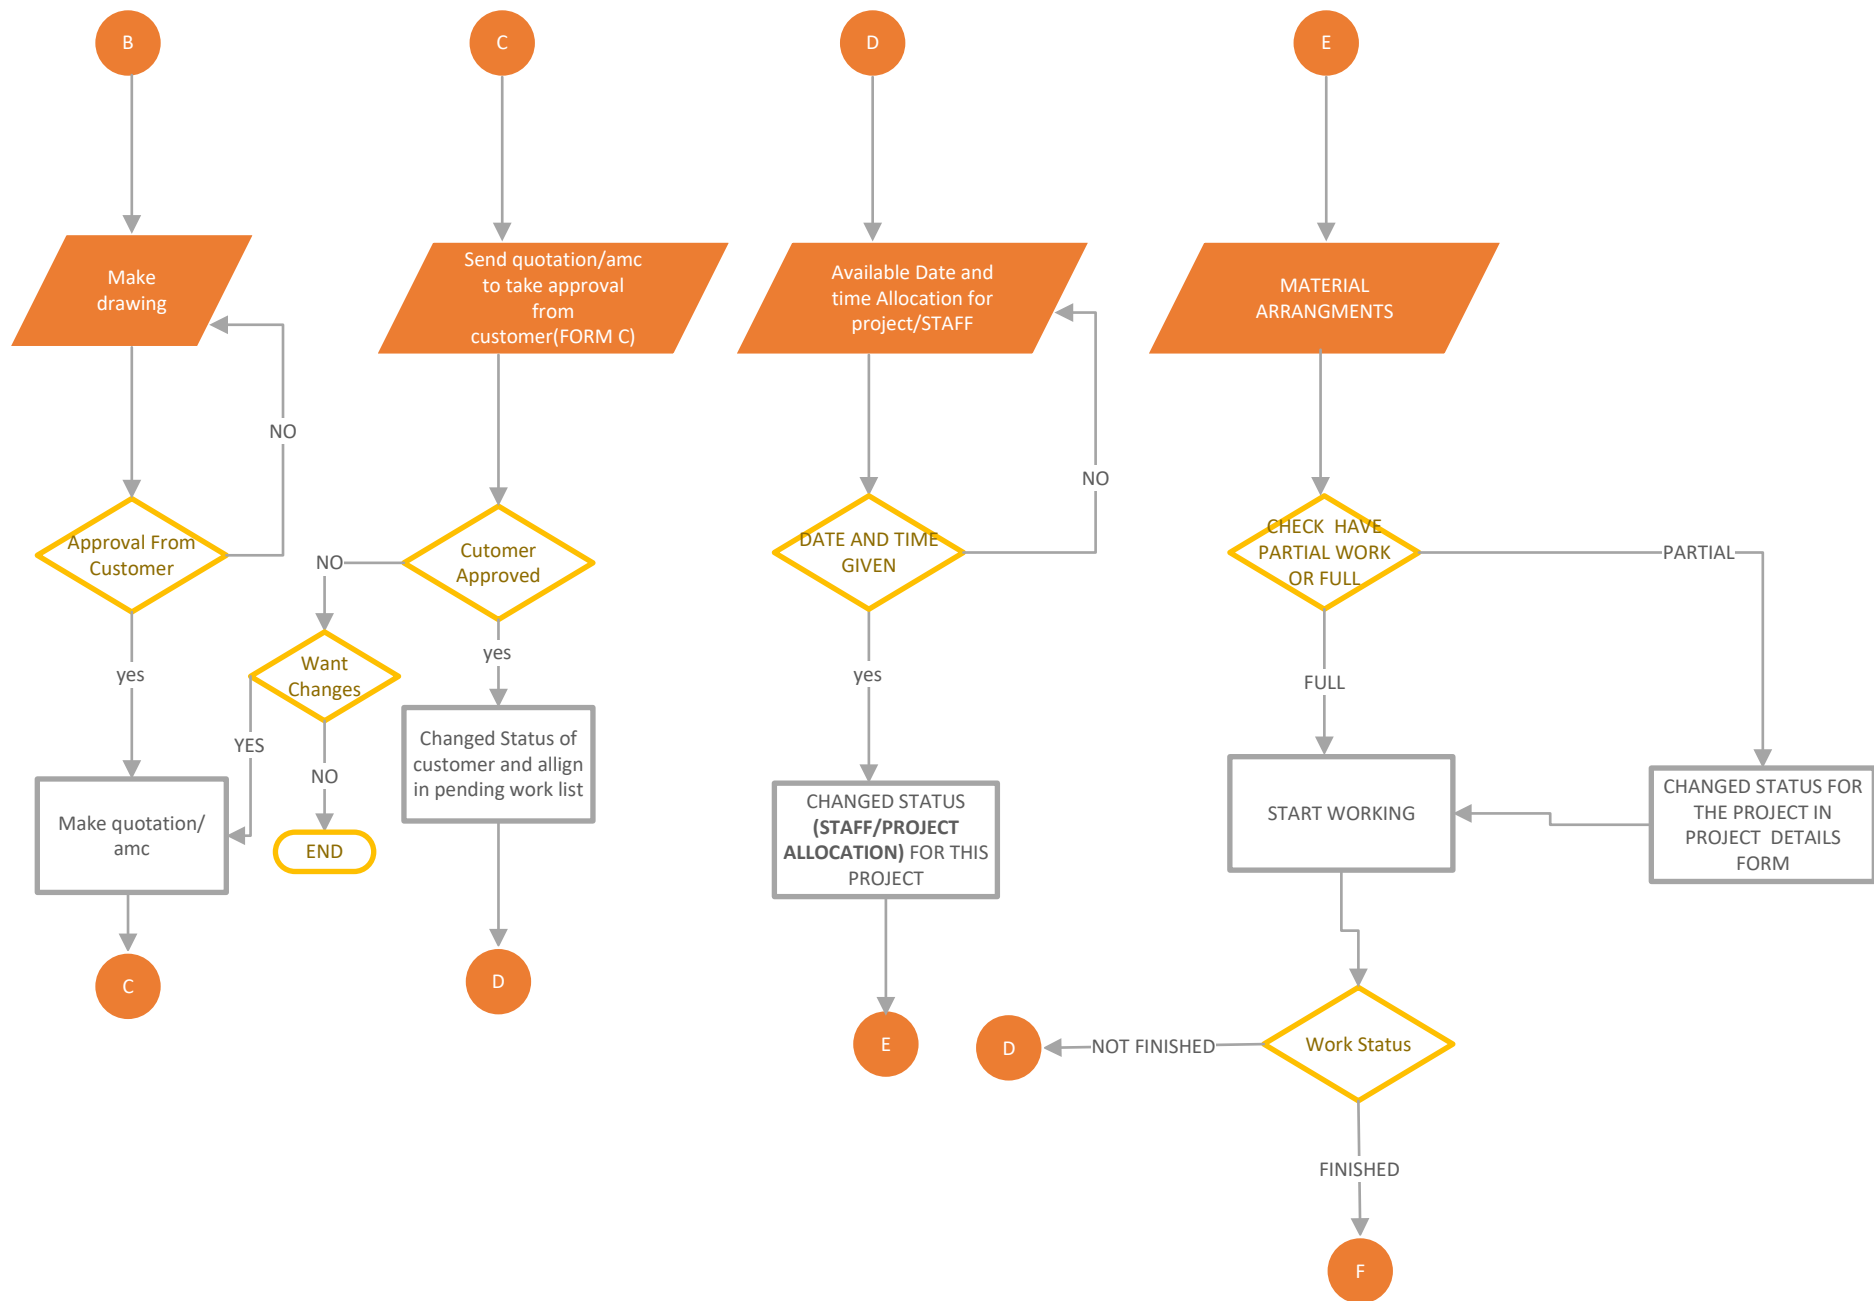 B
C
D
E
Make
drawing
Send quotation/amc
to take approval
from
customer(FORM C)
Available Date and
time Allocation for
project/STAFF
MATERIAL
ARRANGMENTS
NO
NO
Approval From
Customer
NO
Cutomer
Approved
DATE AND TIME
GIVEN
CHECK HAVE
PARTIAL WORK
OR FULL
PARTIAL
yes
Want
Changes
yes
yes
FULL
YES
NO
Changed Status of
customer and allign
in pending work list
Make quotation/
amc
END
CHANGED STATUS
(STAFF/PROJECT
ALLOCATION) FOR THIS
PROJECT
START WORKING
CHANGED STATUS FOR
THE PROJECT IN
PROJECT DETAILS
FORM
C
D
E
D
NOT FINISHED
Work Status
FINISHED
F